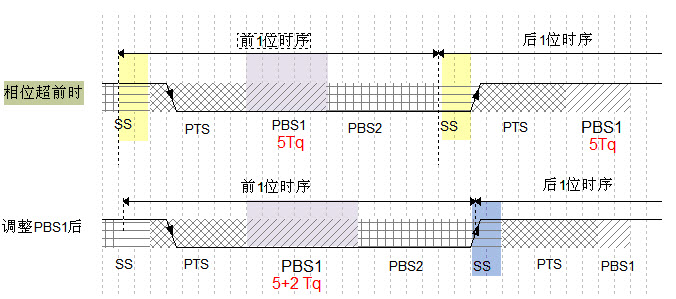 前1位时序 后1位时序
相位超前时
SS PTS PBS1 PBS2 SS PTS PBS1
5Tq 5Tq
前1位时序 后1位时序
调整PBS1后
SS PTS PBS1 PBS2 SS PTS PBS1
5+2 Tq